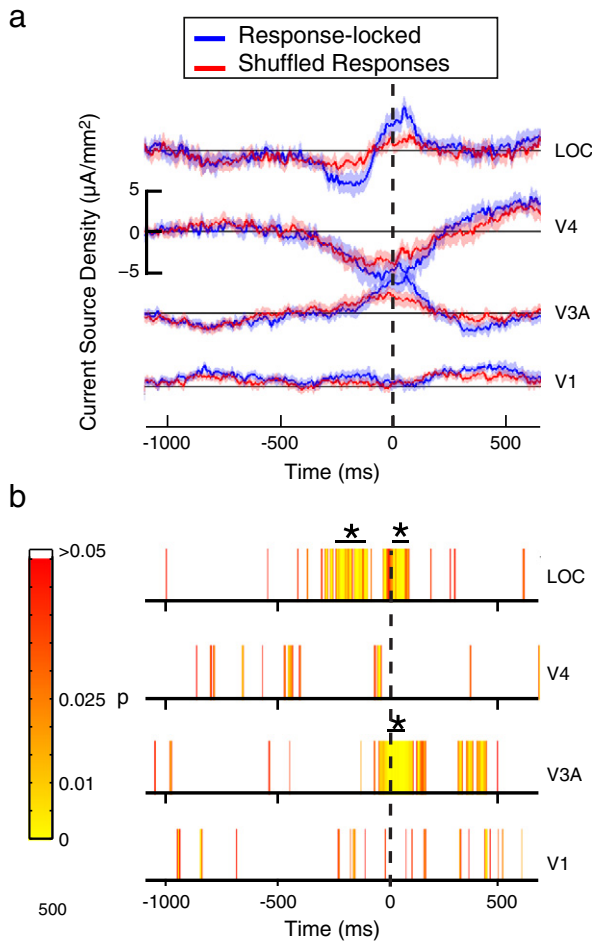 a
Response-locked
Shuffled Responses
Current Source Density (µA/mm²)
LOC
5
0
−5
V4
V3A
V1
-1000
-500
0
500
Time (ms)
b
>0.05
0.025
0.01
0
p
* *
LOC
V4
*
V3A
V1
500
-1000
-500
0
500
Time (ms)